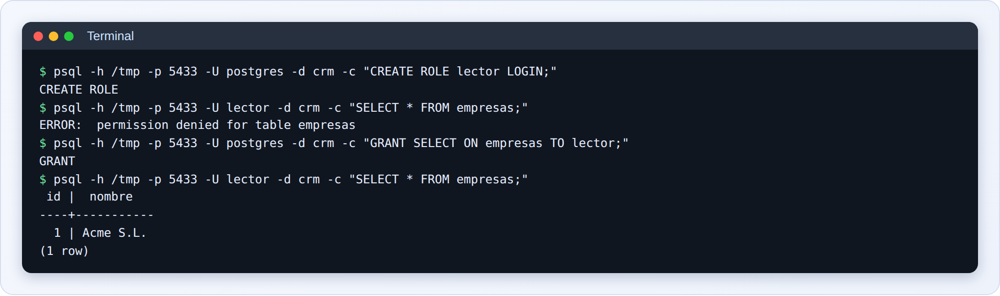 Terminal
$ psql -h /tmp -p 5433 -U postgres -d crm -c "CREATE ROLE lector LOGIN;"
CREATE ROLE
$ psql -h /tmp -p 5433 -U lector -d crm -c "SELECT * FROM empresas;"
ERROR:  permission denied for table empresas
$ psql -h /tmp -p 5433 -U postgres -d crm -c "GRANT SELECT ON empresas TO lector;"
GRANT
$ psql -h /tmp -p 5433 -U lector -d crm -c "SELECT * FROM empresas;"
 id |  nombre
----+-----------
  1 | Acme S.L.
(1 row)